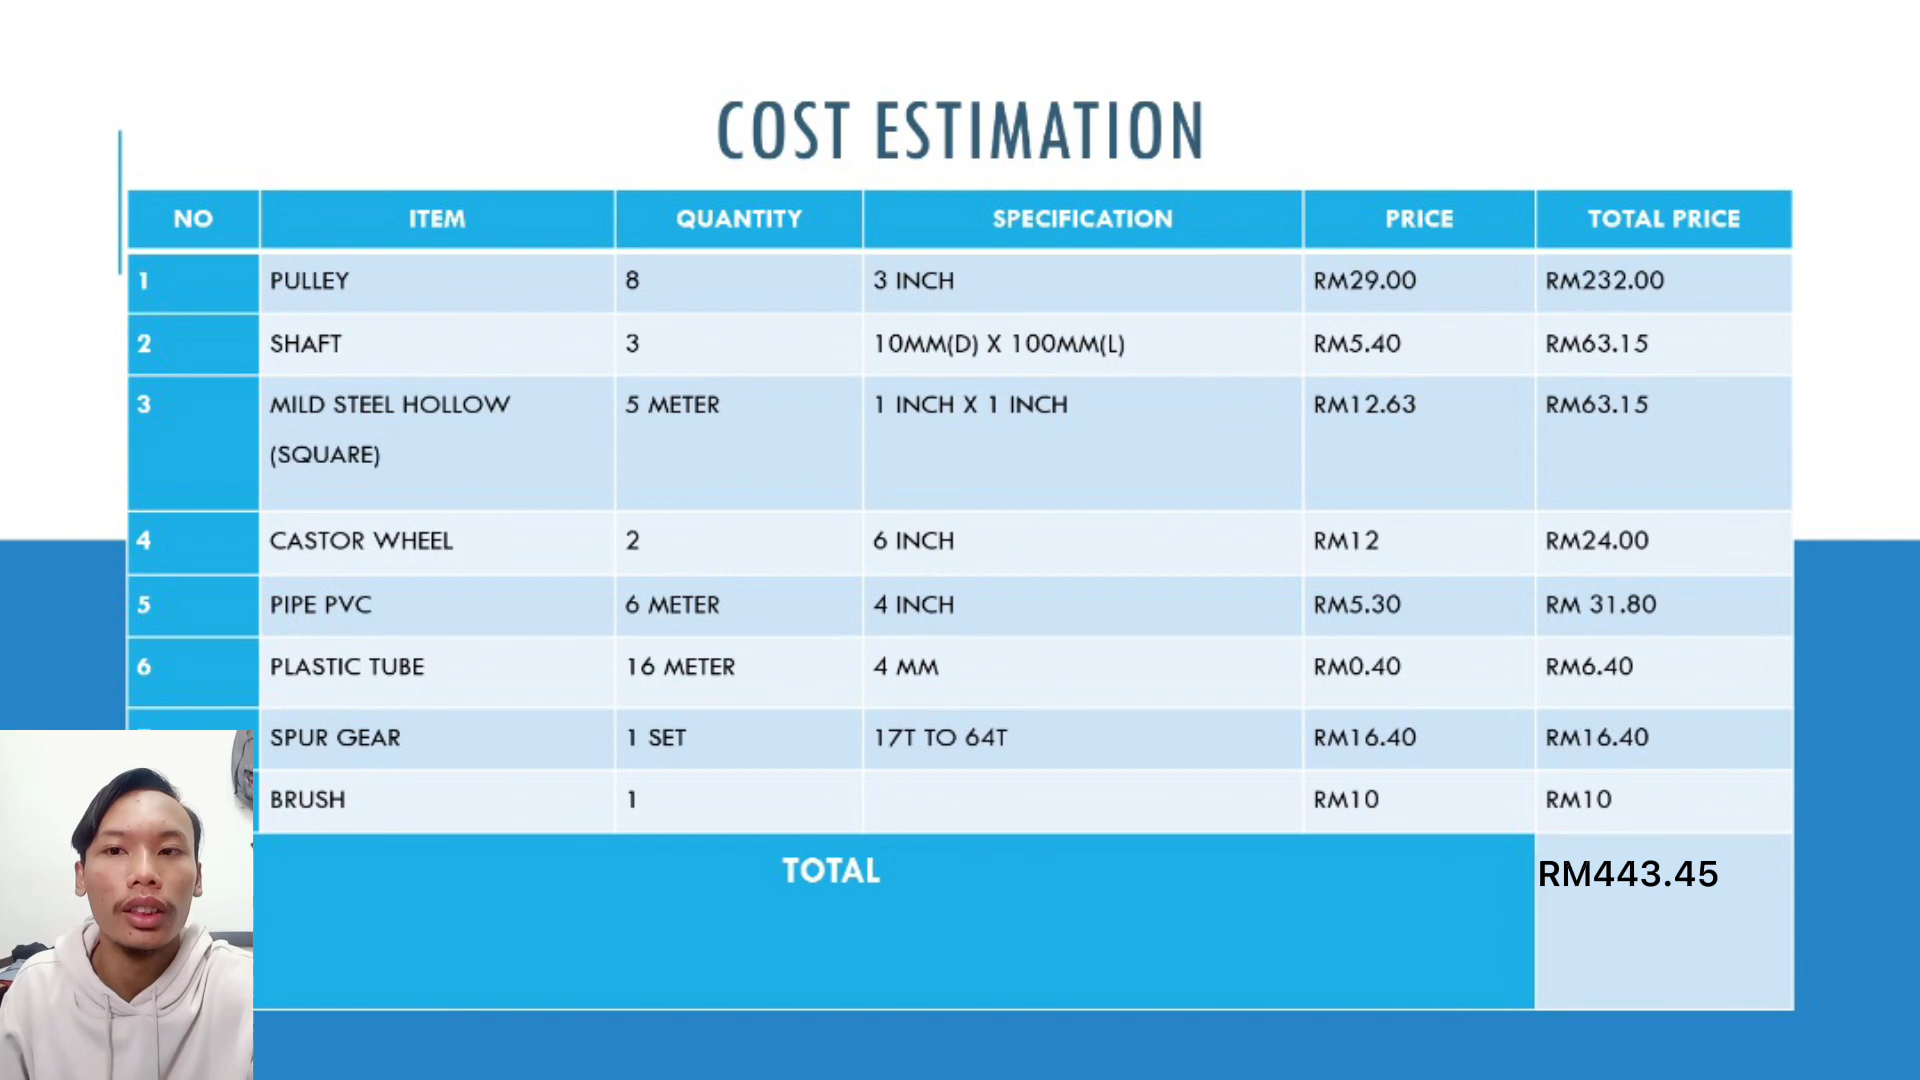 COST ESTIMATION
NO ITEM QUANTITY SPECIFICATION PRICE TOTAL PRICE
1 PULLEY 8 3 INCH RM29.00 RM232.00
2 SHAFT 3 10MM(D) X 100MM(L) RM5.40 RM63.15
3 MILD STEEL HOLLOW 5 METER 1 INCH X 1 INCH RM12.63 RM63.15
(SQUARE)
4 CASTOR WHEEL 2 6 INCH RM12 RM24.00
5 PIPE PVC 6 METER 4 INCH RM5.30 RM 31.80
6 PLASTIC TUBE 16 METER 4 MM RM0.40 RM6.40
SPUR GEAR 1 SET 17T TO 64T RM16.40 RM16.40
BRUSH 1 RM10 RM10
TOTAL RM443.45